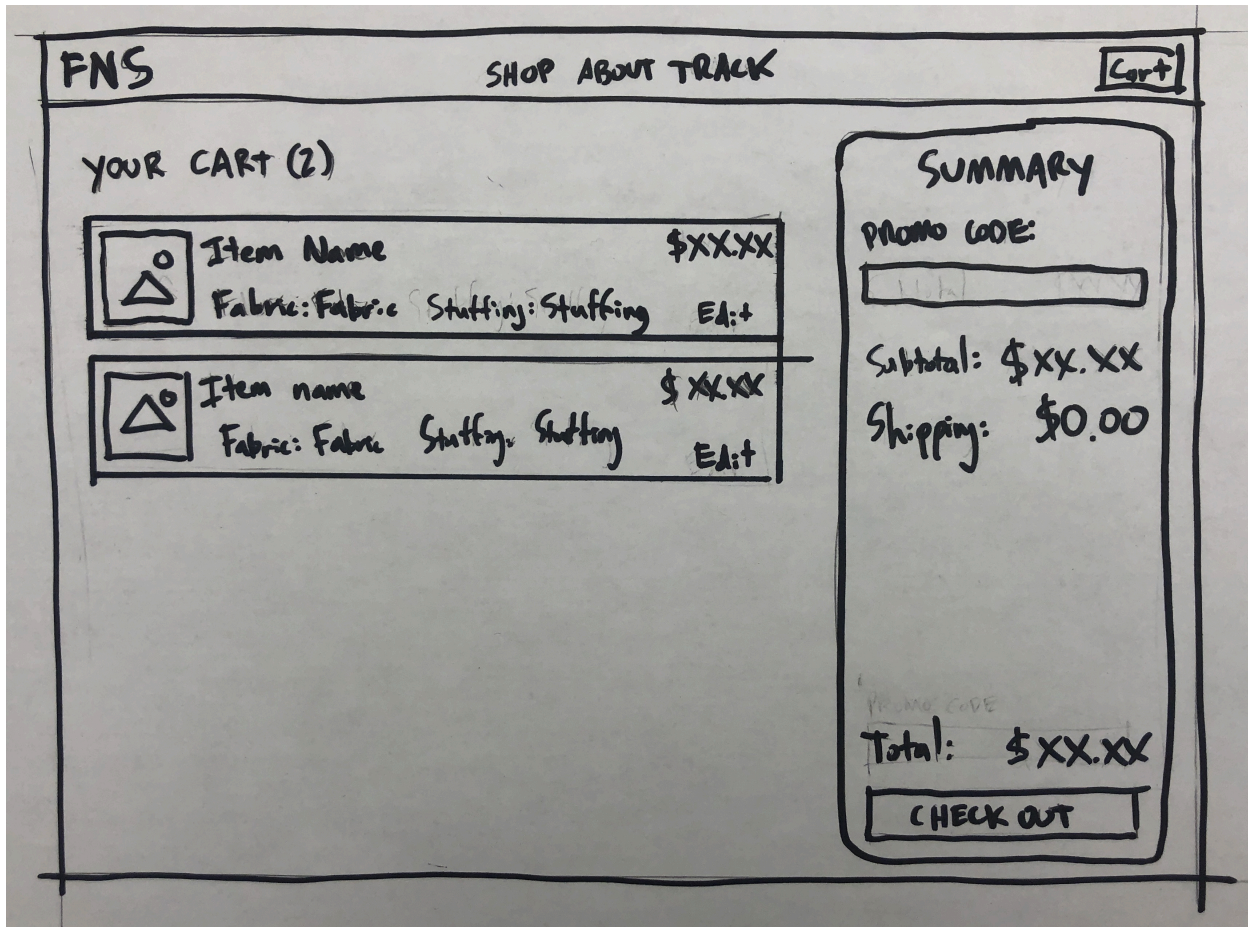 FNS SHOP ABOUT TRACK Cart
YOUR CART (2)
Item Name $XX.XX
Fabric: Fabric Stuffing: Stuffing Edit
Item name $XX.XX
Fabric: Fabric Stuffing: Stuffing Edit
SUMMARY
PROMO CODE:
Subtotal: $XX.XX
Shipping: $0.00
PROMO CODE
Total: $XX.XX
CHECK OUT